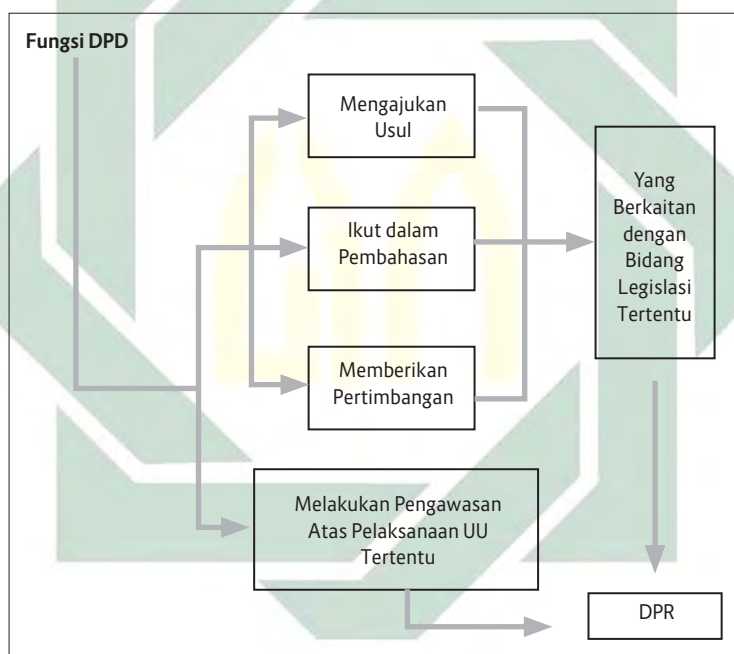 Fungsi DPD
Mengajukan
Usul
Ikut dalam
Pembahasan
Memberikan
Pertimbangan
Yang
Berkaitan
dengan
Bidang
Legislasi
Tertentu
Melakukan Pengawasan
Atas Pelaksanaan UU
Tertentu
DPR